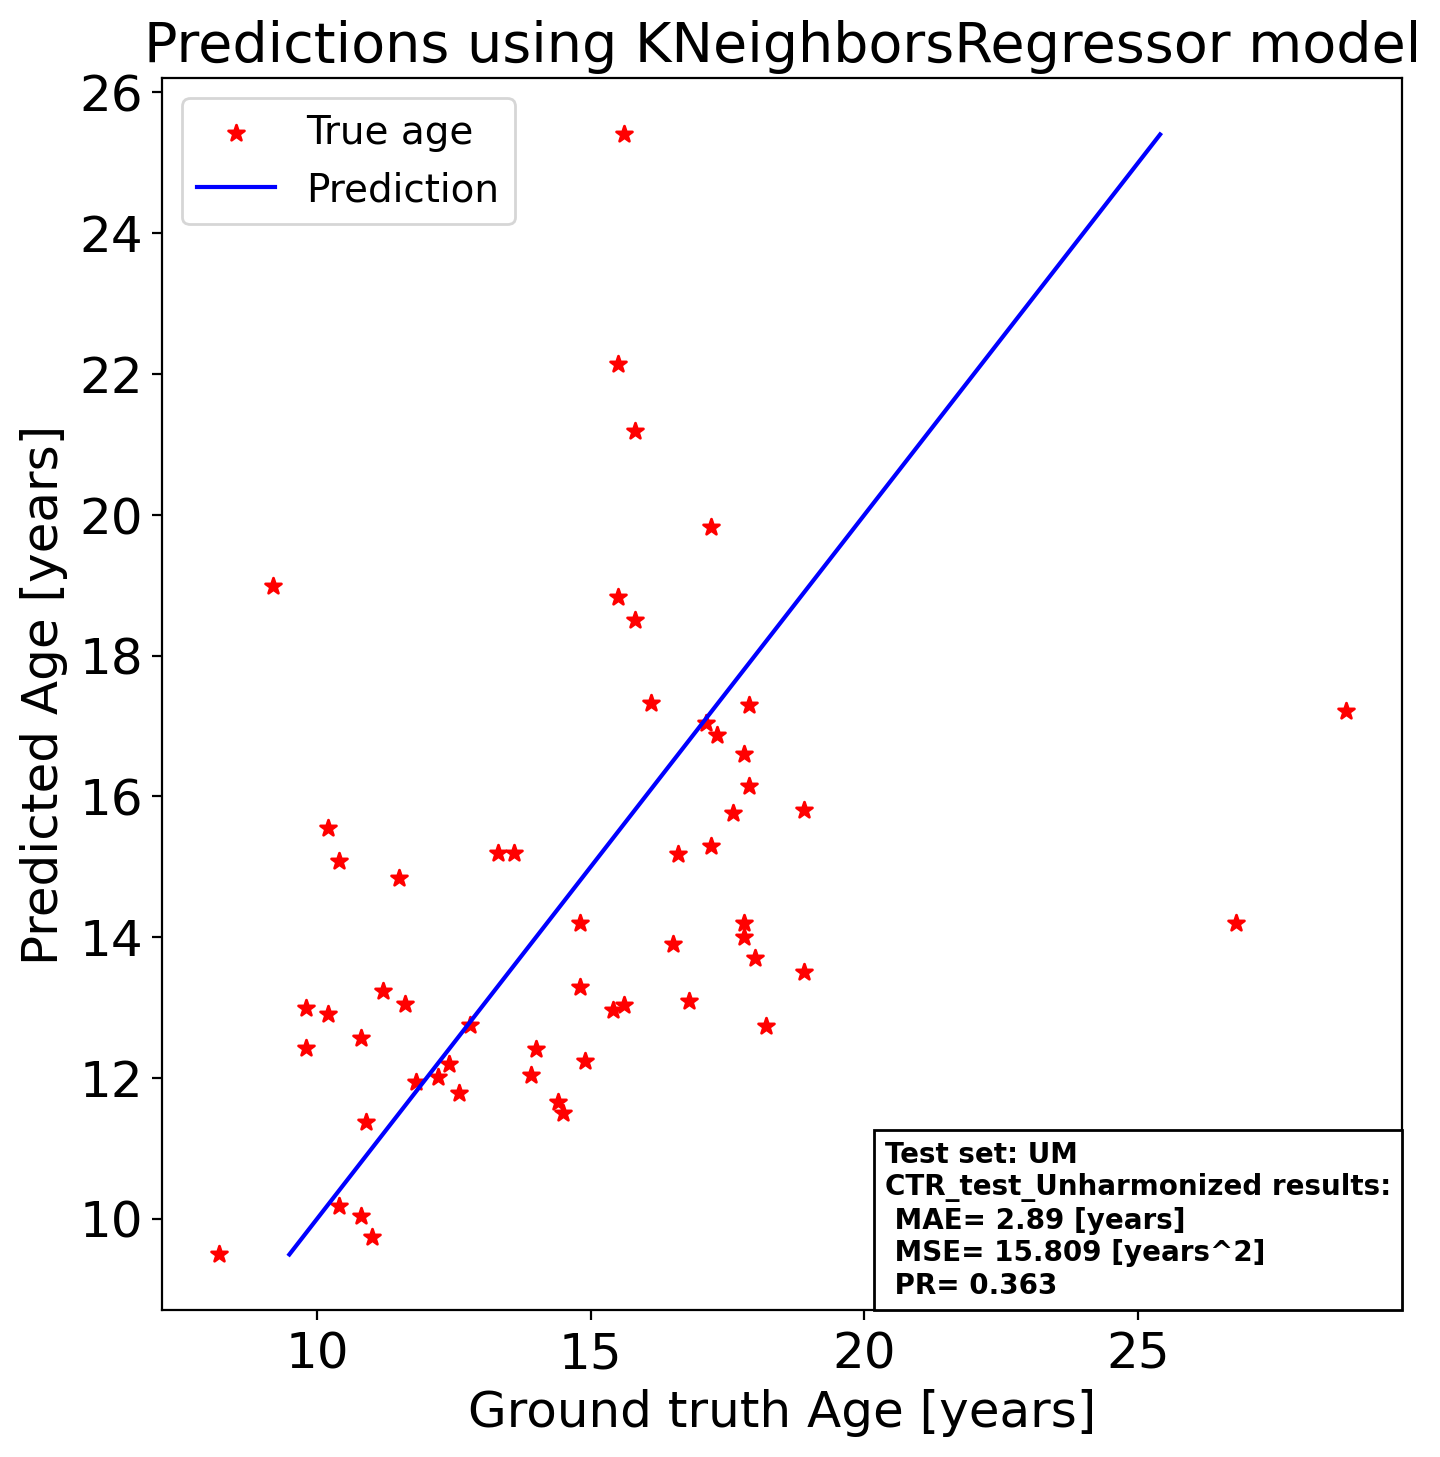 Predictions using KNeighborsRegressor model
True age
Prediction
Predicted Age [years]
26
24
22
20
18
16
14
12
10
Test set: UM
CTR_test_Unharmonized results:
MAE= 2.89 [years]
MSE= 15.809 [years^2]
PR= 0.363
10 15 20 25
Ground truth Age [years]